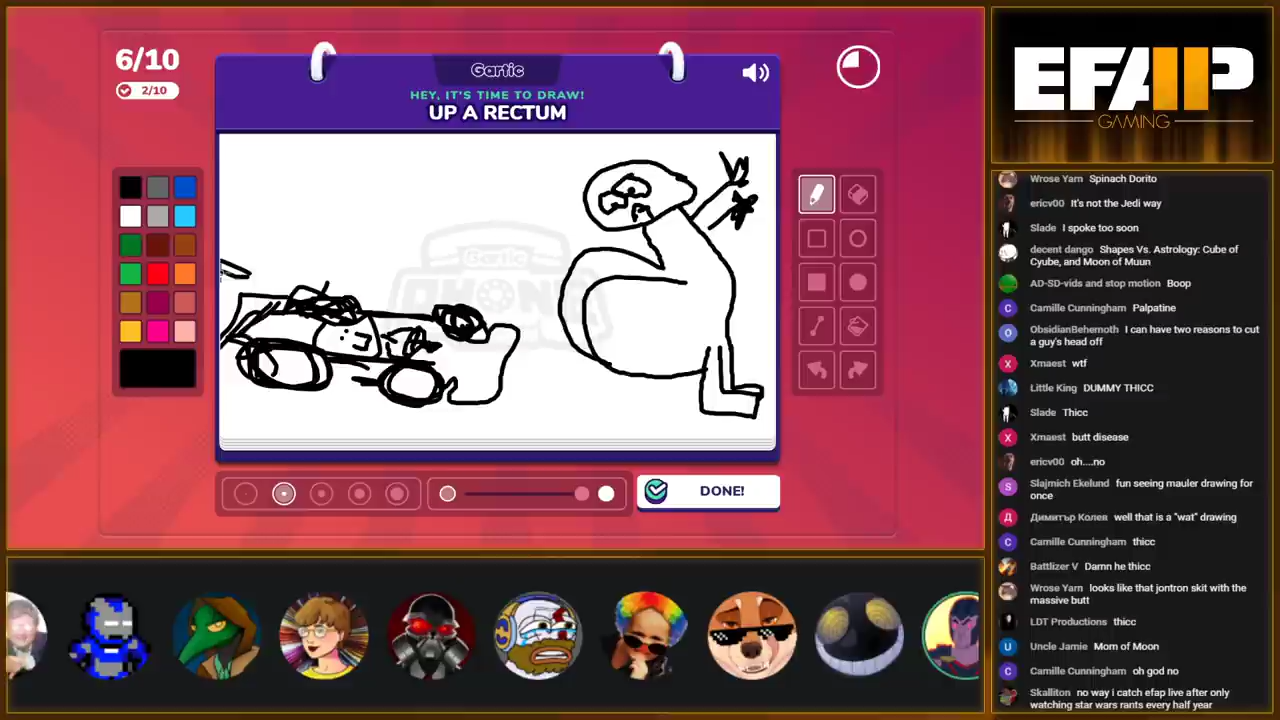 6/10
2/10
Gartic
HEY, IT'S TIME TO DRAW!
UP A RECTUM
Gartic
PHONE
DONE!
EFAP
GAMING
Wrose Yarn Spinach Dorito
ericv00 It's not the Jedi way
Slade I spoke too soon
decent dango Shapes Vs. Astrology: Cube of
Cyube, and Moon of Muun
AD-SD-vids and stop motion Boop
Camille Cunningham Palpatine
ObsidianBehemoth I can have two reasons to cut
a guy's head off
Xmaest wtf
Little King DUMMY THICC
Slade Thicc
Xmaest butt disease
ericv00 oh....no
Slajmich Ekelund fun seeing mauler drawing for
once
Димитър Колев well that is a "wat" drawing
Camille Cunningham thicc
Battlizer V Damn he thicc
Wrose Yarn looks like that jontron skit with the
massive butt
LDT Productions thicc
Uncle Jamie Mom of Moon
Camille Cunningham oh god no
Skalliton no way i catch efap live after only
watching star wars rants every half year